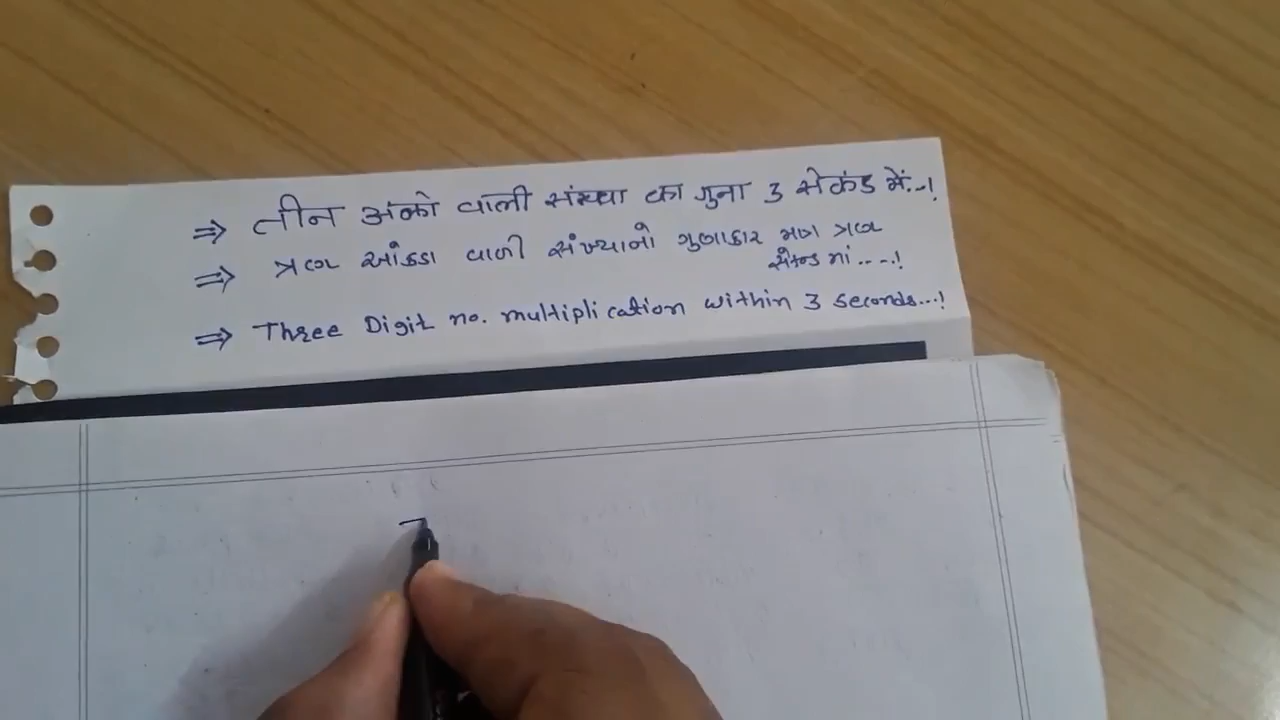 ⇒ तीन अंको वाली संख्या का गुना 3 सेकंड में..!
⇒ ત્રણ આંકડા વાળી સંખ્યાનો ગુણાકાર માત્ર ત્રણ
સેકન્ડ માં....!
⇒ Three Digit no. multiplication within 3 seconds...!